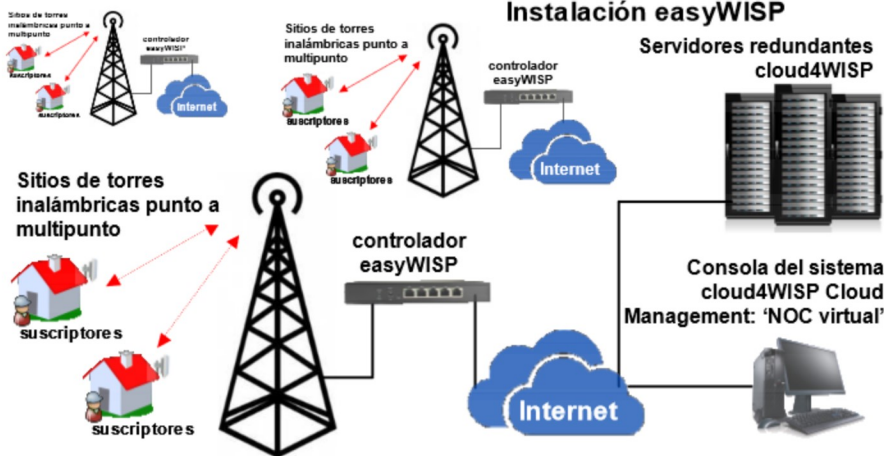 Instalación easyWISP
Sitios de torres
inalámbricas punto a
multipunto
controlador
easyWISP
suscriptores
suscriptores
Internet
Sitios de torres
inalámbricas punto a
multipunto
controlador
easyWISP
suscriptores
suscriptores
Internet
Servidores redundantes
cloud4WISP
Sitios de torres
inalámbricas punto a
multipunto
controlador
easyWISP
suscriptores
suscriptores
Internet
Consola del sistema
cloud4WISP Cloud
Management: ‘NOC virtual’